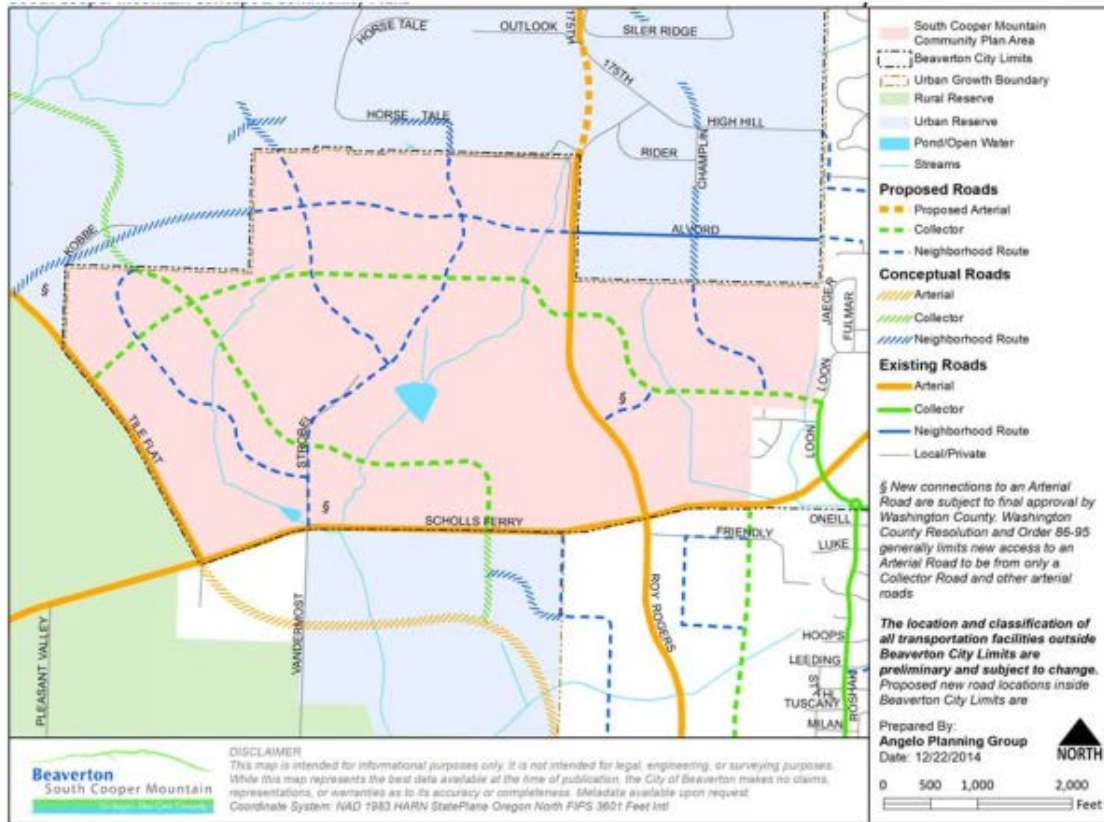 HORSE TALE
OUTLOOK
175TH
SILER RIDGE
175TH
HORSE TALE
HIGH HILL
RIDER
CHAMPLIN
KOBBE
ALVORD
§
JAEGER
FULMAR
LOON
§
TILE FLAT
STROBEL
LOON
§
SCHOLLS FERRY
FRIENDLY
ONEILL
LUKE
ROY ROGERS
VANDERMOST
PLEASANT VALLEY
HOOPS
LEEDING
TUSCANY
MILAN
ROSHAK
South Cooper Mountain
Community Plan Area
Beaverton City Limits
Urban Growth Boundary
Rural Reserve
Urban Reserve
Pond/Open Water
Streams
Proposed Roads
Proposed Arterial
Collector
Neighborhood Route
Conceptual Roads
Arterial
Collector
Neighborhood Route
Existing Roads
Arterial
Collector
Neighborhood Route
Local/Private
§ New connections to an Arterial
Road are subject to final approval by
Washington County. Washington
County Resolution and Order 86-95
generally limits new access to an
Arterial Road to be from only a
Collector Road and other arterial
roads
The location and classification of
all transportation facilities outside
Beaverton City Limits are
preliminary and subject to change.
Proposed new road locations inside
Beaverton City Limits are
Prepared By:
Angelo Planning Group
Date: 12/22/2014
NORTH
0 500 1,000 2,000
Feet
Beaverton
South Cooper Mountain
DISCLAIMER
This map is intended for informational purposes only. It is not intended for legal, engineering, or surveying purposes.
While this map represents the best data available at the time of publication, the City of Beaverton makes no claims,
representations, or warranties as to its accuracy or completeness. Metadata available upon request
Coordinate System: NAD 1983 HARN StatePlane Oregon North FIPS 3601 Feet Intl